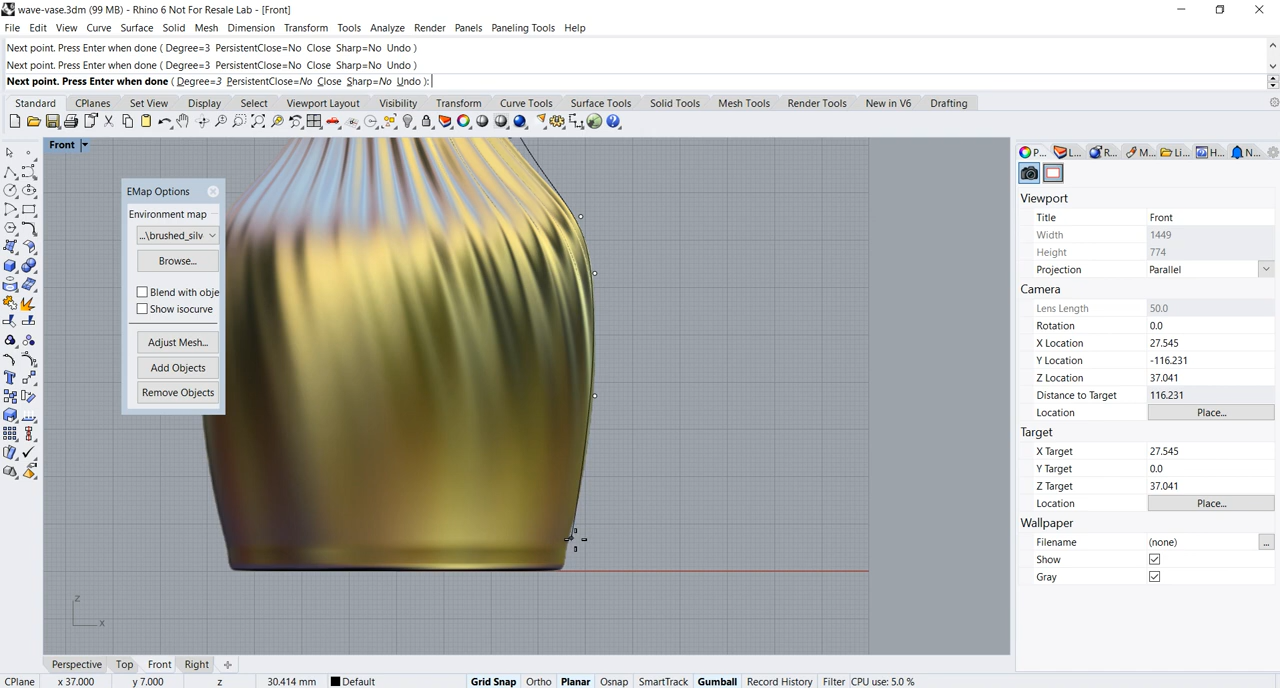 wave-vase.3dm (99 MB) - Rhino 6 Not For Resale Lab - [Front]
File Edit View Curve Surface Solid Mesh Dimension Transform Tools Analyze Render Panels Paneling Tools Help
Next point. Press Enter when done ( Degree=3 PersistentClose=No Close Sharp=No Undo )
Next point. Press Enter when done ( Degree=3 PersistentClose=No Close Sharp=No Undo )
Next point. Press Enter when done ( Degree=3 PersistentClose=No Close Sharp=No Undo ):
Standard CPlanes Set View Display Select Viewport Layout Visibility Transform Curve Tools Surface Tools Solid Tools Mesh Tools Render Tools New in V6 Drafting
Front
P... L... R... M... Li... H... N...
EMap Options
Environment map
...\brushed_silv
Browse...
Blend with obje
Show isocurve
Adjust Mesh...
Add Objects
Remove Objects
Viewport
Title Front
Width 1449
Height 774
Projection Parallel
Camera
Lens Length 50.0
Rotation 0.0
X Location 27.545
Y Location -116.231
Z Location 37.041
Distance to Target 116.231
Location Place...
Target
X Target 27.545
Y Target 0.0
Z Target 37.041
Location Place...
Wallpaper
Filename (none) ...
Show
Gray
z
x
Perspective Top Front Right
CPlane x 37.000 y 7.000 z 30.414 mm Default Grid Snap Ortho Planar Osnap SmartTrack Gumball Record History Filter CPU use: 5.0 %